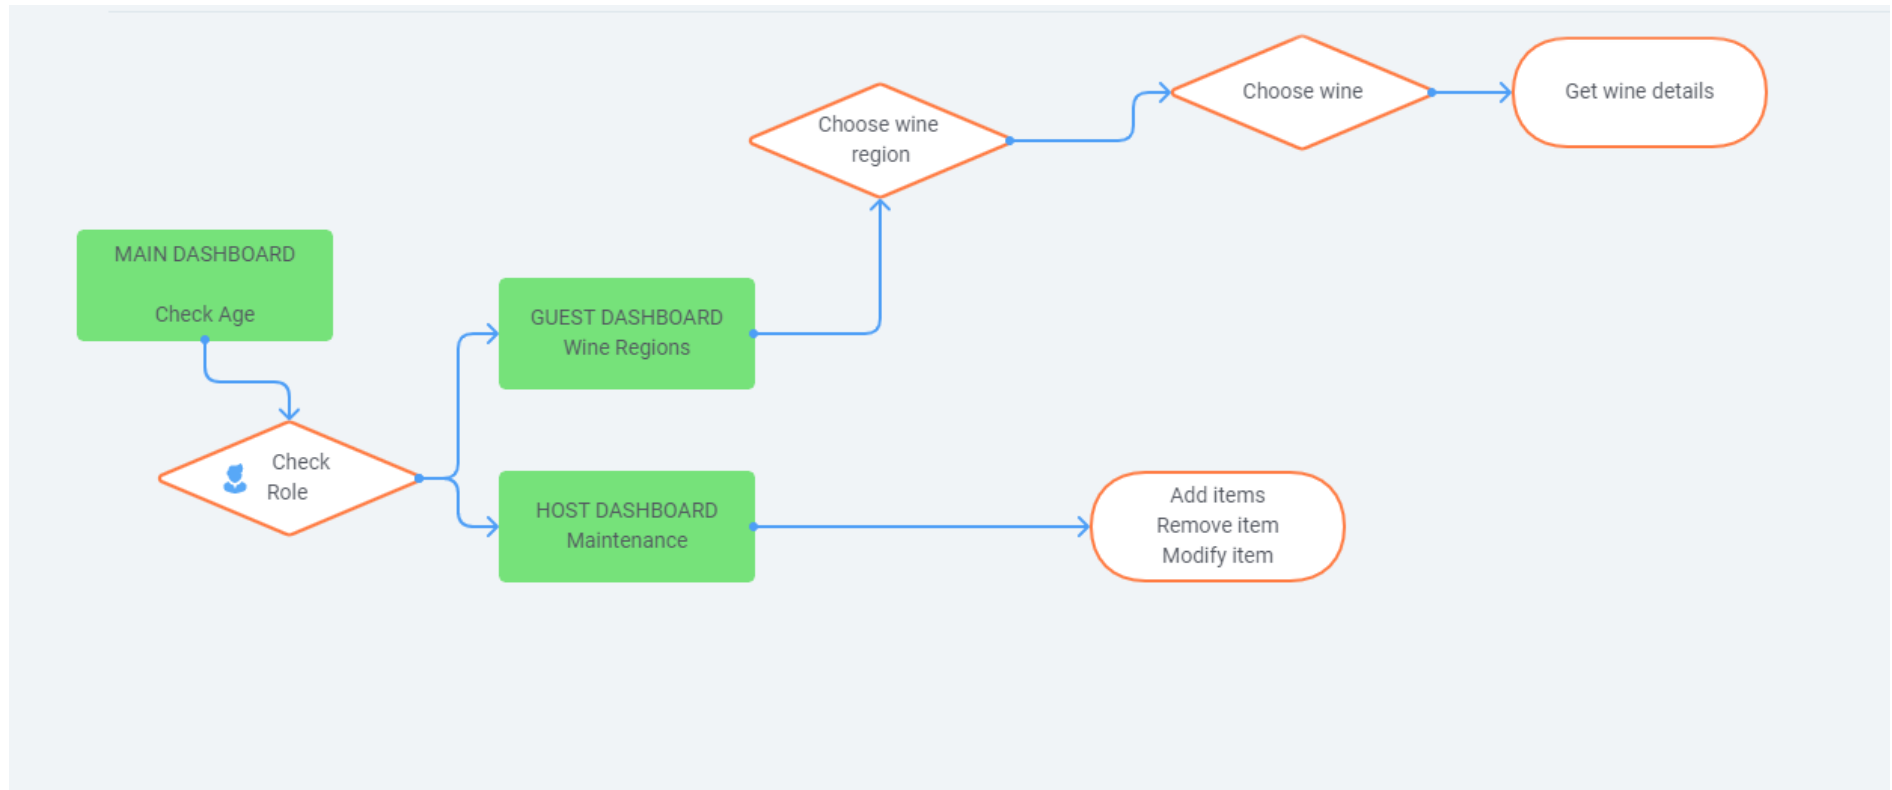 MAIN DASHBOARD
Check Age
Check
Role
GUEST DASHBOARD
Wine Regions
HOST DASHBOARD
Maintenance
Choose wine
region
Choose wine
Get wine details
Add items
Remove item
Modify item